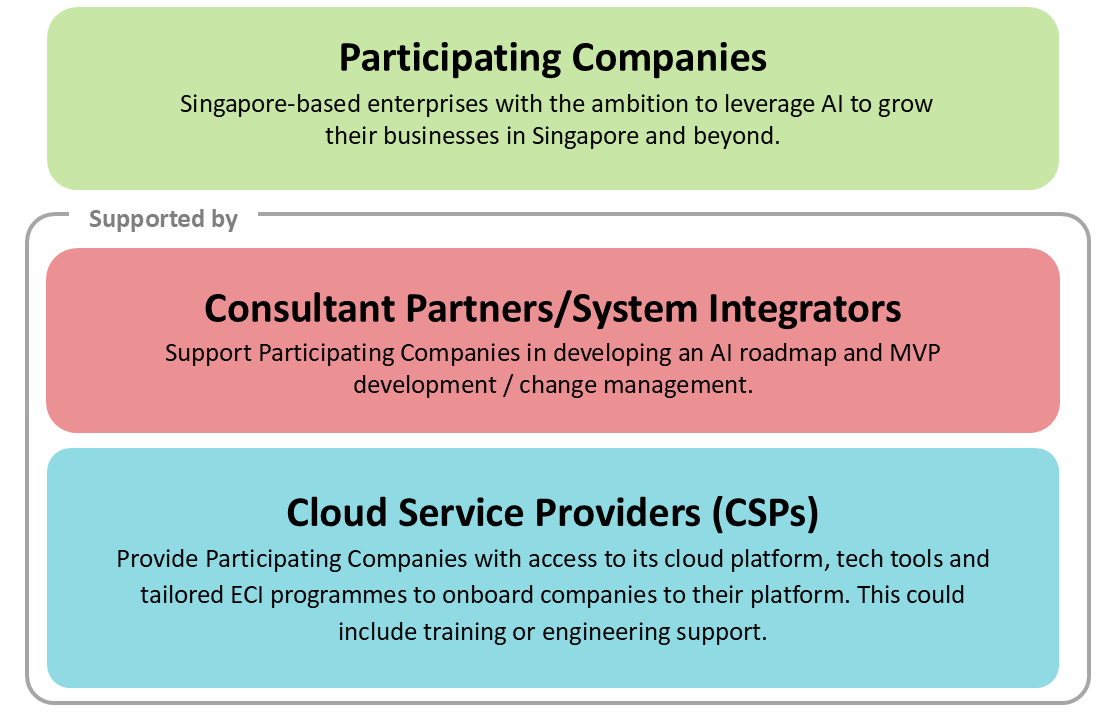 Participating Companies
Singapore-based enterprises with the ambition to leverage AI to grow
their businesses in Singapore and beyond.
Supported by
Consultant Partners/System Integrators
Support Participating Companies in developing an AI roadmap and MVP
development / change management.
Cloud Service Providers (CSPs)
Provide Participating Companies with access to its cloud platform, tech tools and
tailored ECI programmes to onboard companies to their platform. This could
include training or engineering support.